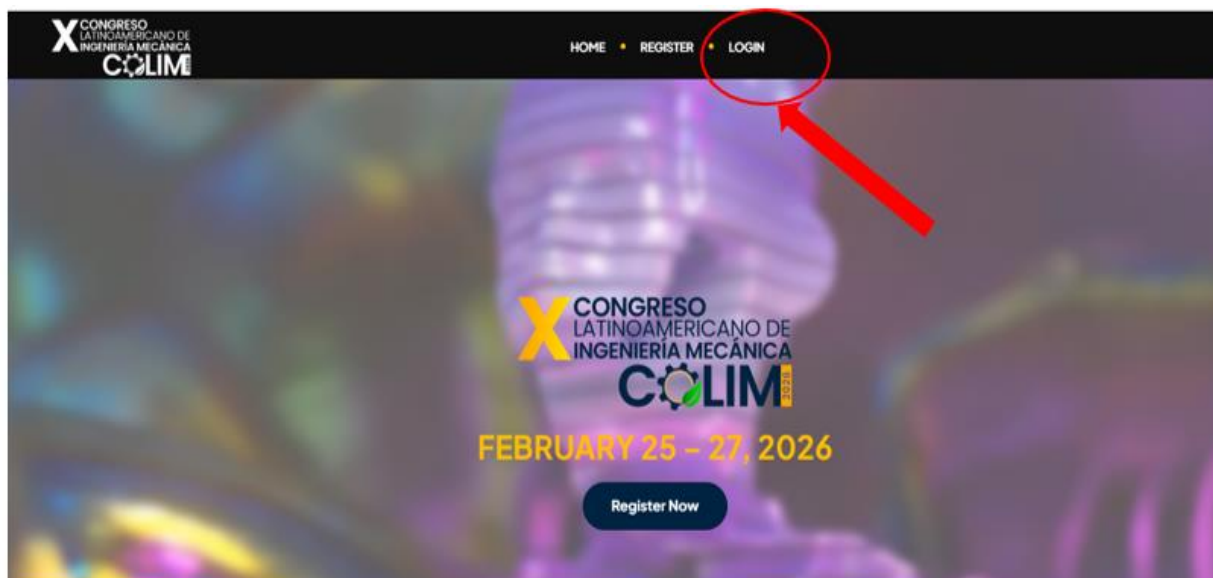 X CONGRESO
LATINOAMERICANO DE
INGENIERÍA MECÁNICA
COLIM
HOME • REGISTER • LOGIN
X CONGRESO
LATINOAMERICANO DE
INGENIERÍA MECÁNICA
COLIM 2026
FEBRUARY 25 – 27, 2026
Register Now